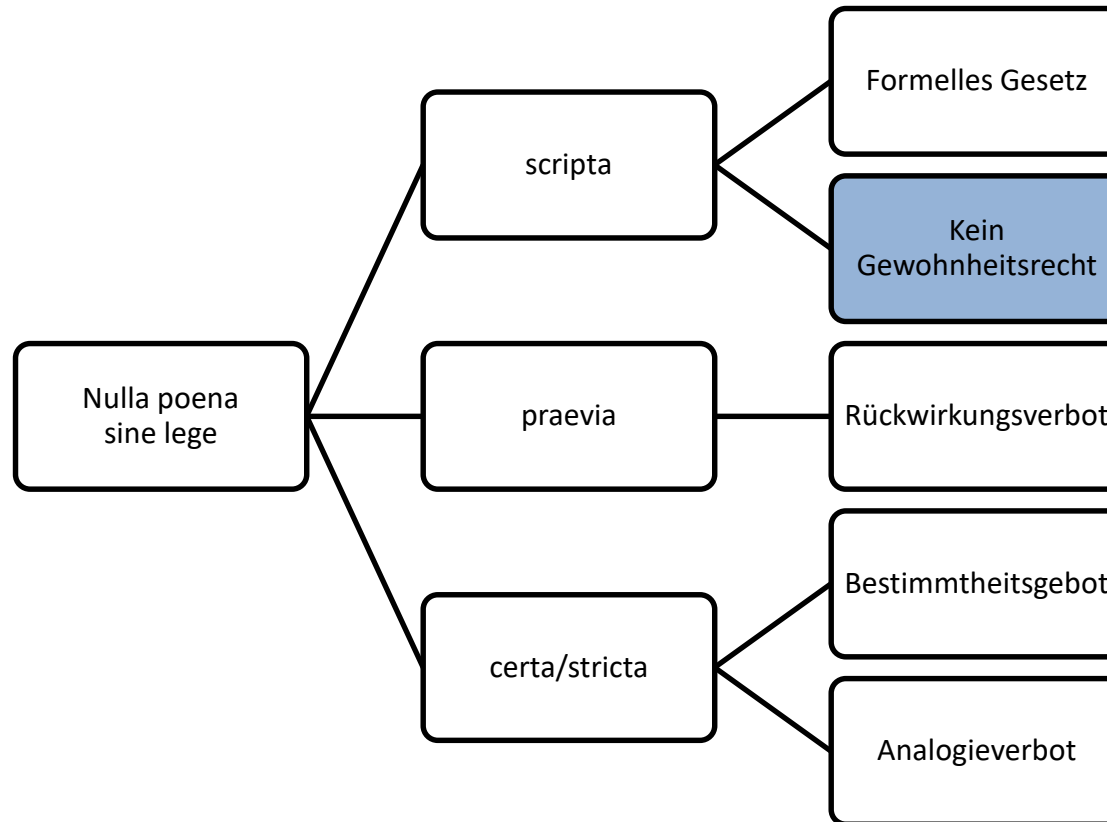 Formelles Gesetz
scripta
Kein
Gewohnheitsrecht
Nulla poena
sine lege
praevia
Rückwirkungsverbot
Bestimmtheitsgebot
certa/stricta
Analogieverbot